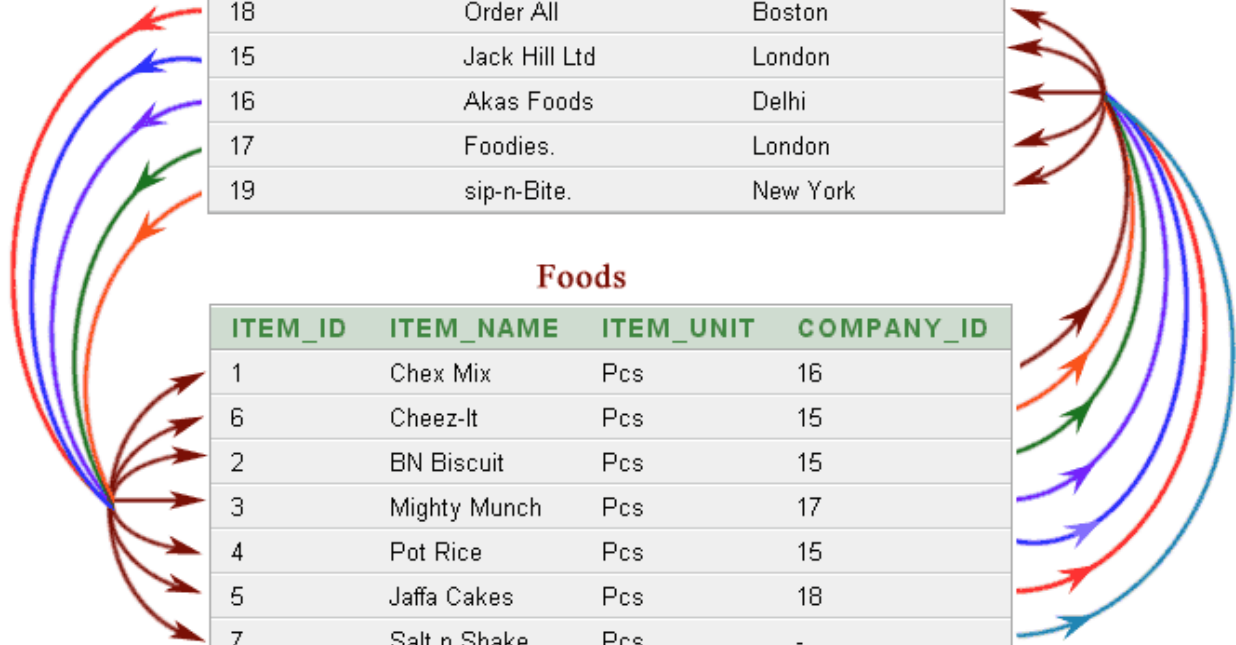 18 Order All Boston
15 Jack Hill Ltd London
16 Akas Foods Delhi
17 Foodies. London
19 sip-n-Bite. New York
Foods
ITEM_ID ITEM_NAME ITEM_UNIT COMPANY_ID
1 Chex Mix Pcs 16
6 Cheez-It Pcs 15
2 BN Biscuit Pcs 15
3 Mighty Munch Pcs 17
4 Pot Rice Pcs 15
5 Jaffa Cakes Pcs 18
7 Salt n Shake Pcs -